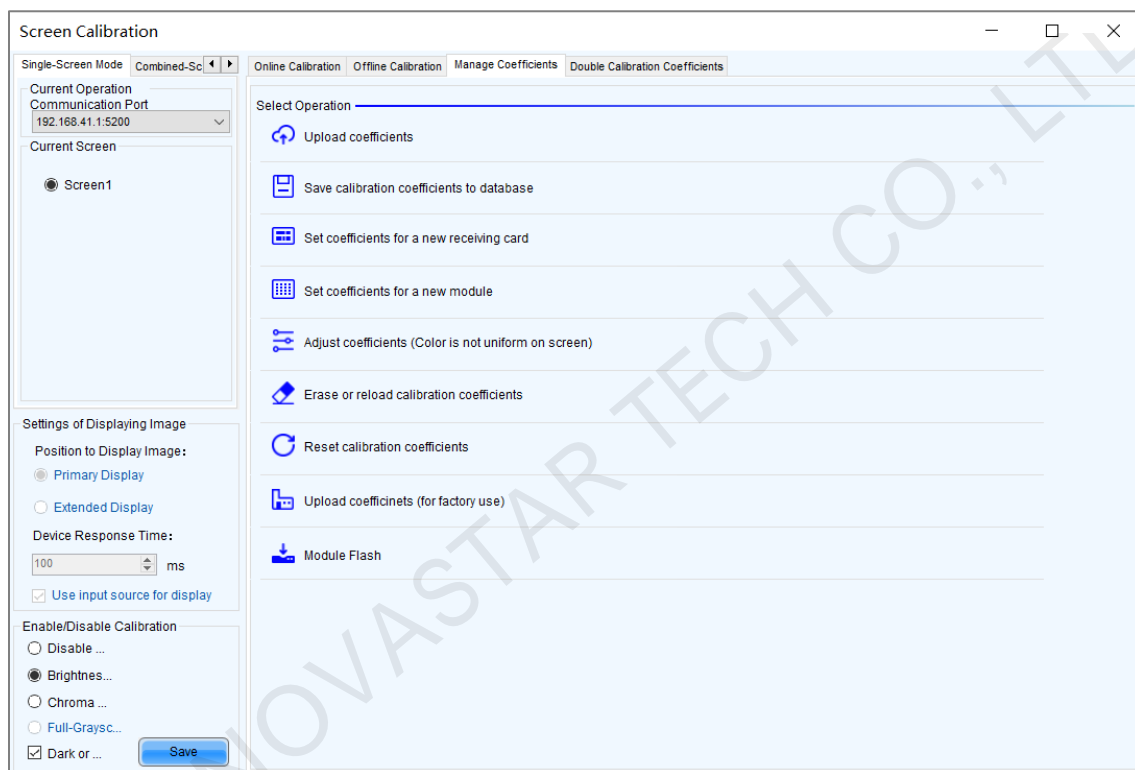 Screen Calibration
Single-Screen Mode
Combined-Sc
Online Calibration
Offline Calibration
Manage Coefficients
Double Calibration Coefficients
Current Operation
Communication Port
192.168.41.1:5200
Current Screen
Screen1
Settings of Displaying Image
Position to Display Image:
Primary Display
Extended Display
Device Response Time:
100 ms
Use input source for display
Enable/Disable Calibration
Disable ...
Brightnes...
Chroma ...
Full-Graysc...
Dark or ...
Save
Select Operation
Upload coefficients
Save calibration coefficients to database
Set coefficients for a new receiving card
Set coefficients for a new module
Adjust coefficients (Color is not uniform on screen)
Erase or reload calibration coefficients
Reset calibration coefficients
Upload coefficinets (for factory use)
Module Flash
NOVASTAR TECH CO., LTD